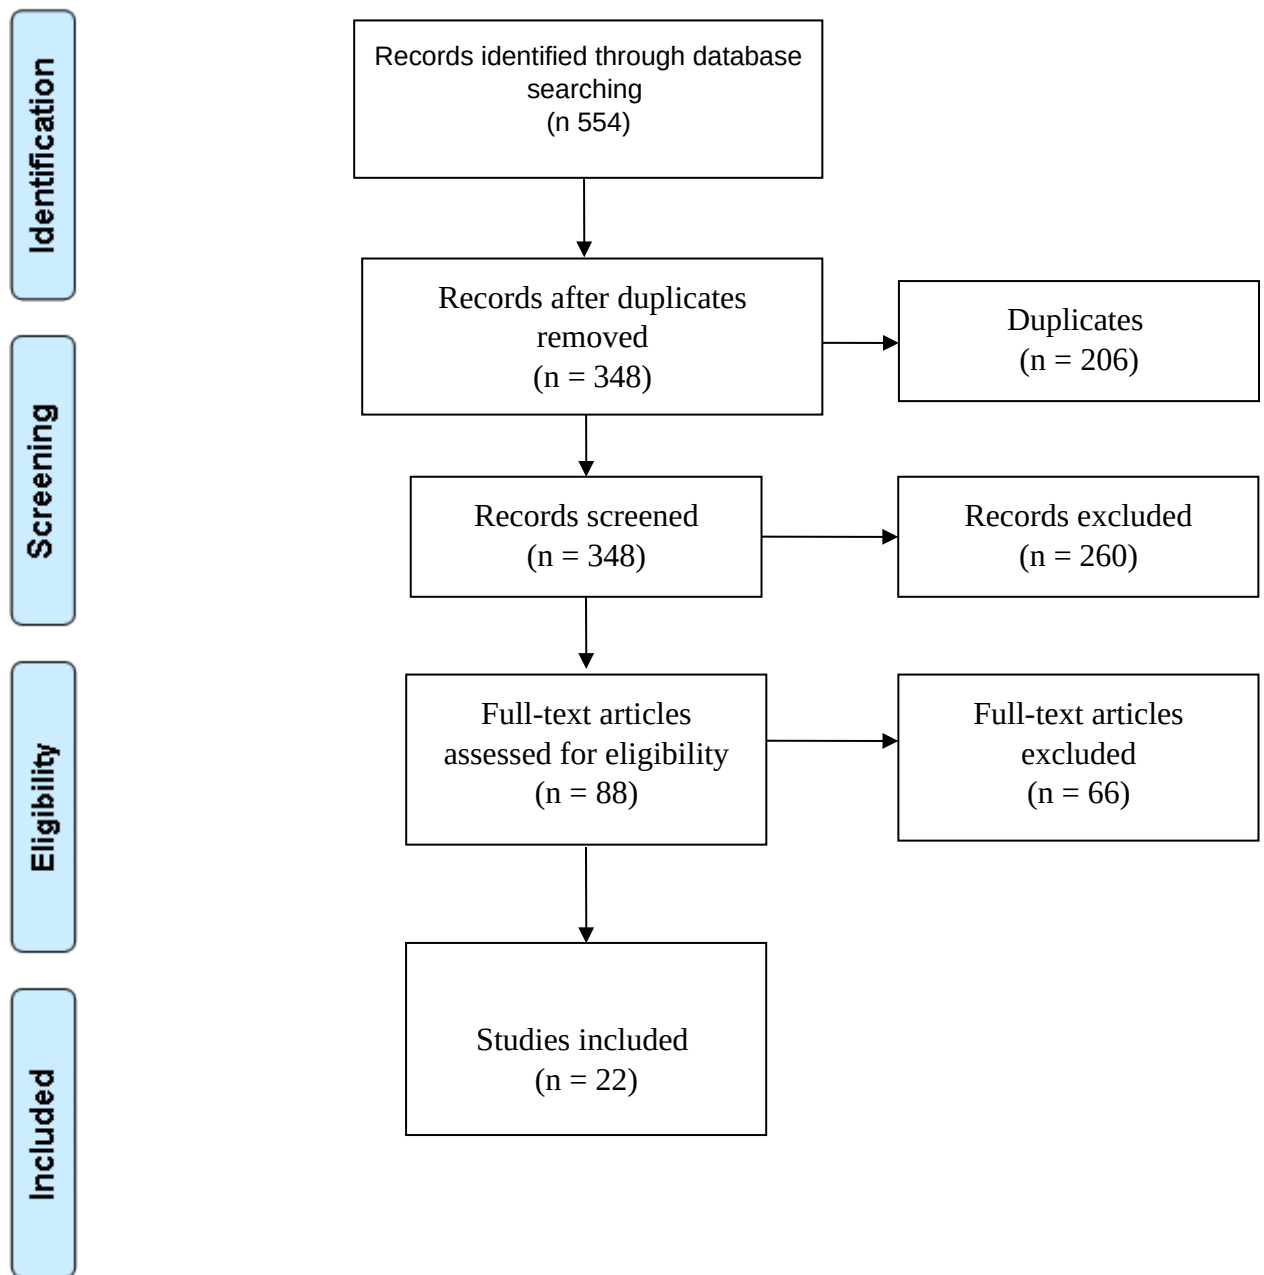 Identification
Records identified through database
searching
(n 554)
Records after duplicates
removed
(n = 348)
Duplicates
(n = 206)
Screening
Records screened
(n = 348)
Records excluded
(n = 260)
Eligibility
Full-text articles
assessed for eligibility
(n = 88)
Full-text articles
excluded
(n = 66)
Included
Studies included
(n = 22)